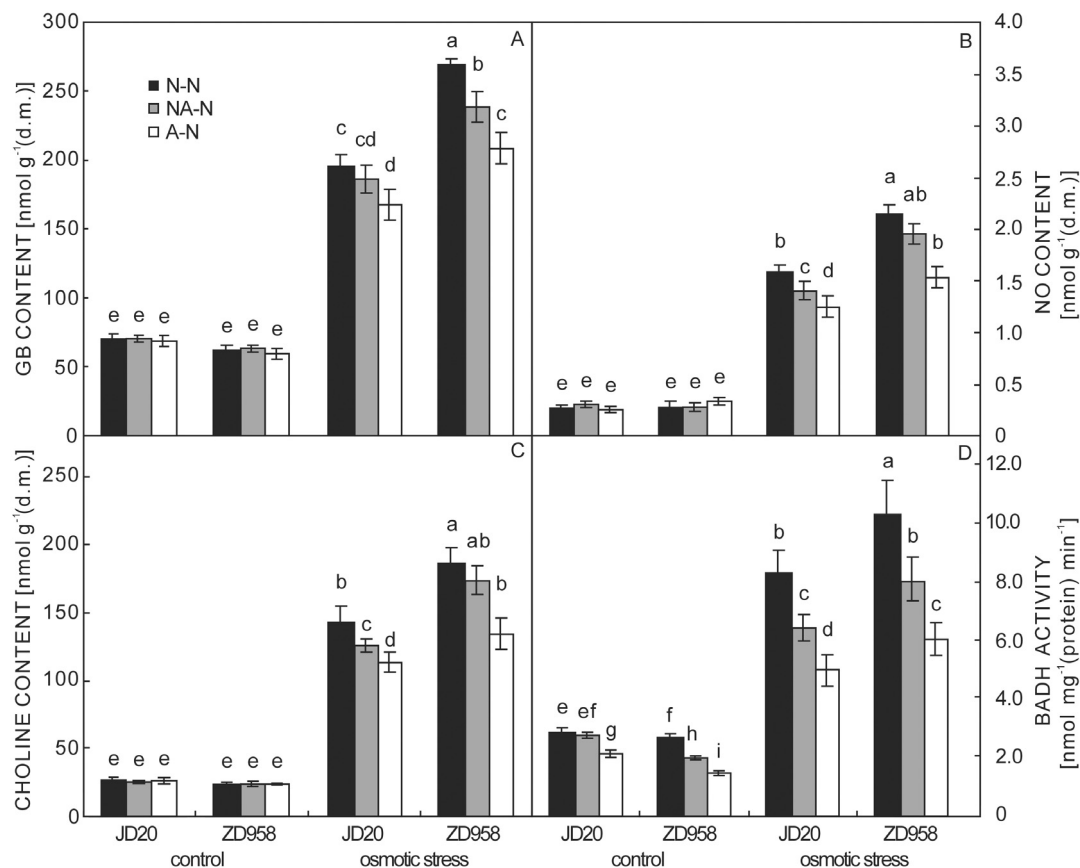 300
250
200
150
100
50
0
GB CONTENT [nmol g⁻¹(d.m.)]
N-N
NA-N
A-N
A
e e e
e e e
c cd d
a b c
B
e e e
e e e
b c d
a ab b
4.0
3.5
3.0
2.5
2.0
1.5
1.0
0.5
0
NO CONTENT
[nmol g⁻¹(d.m.)]
250
200
150
100
50
0
CHOLINE CONTENT [nmol g⁻¹(d.m.)]
C
e e e
e e e
b c d
a ab b
D
e ef g
f h i
b c d
a b c
12.0
10.0
8.0
6.0
4.0
2.0
0
BADH ACTIVITY
[nmol mg⁻¹(protein) min⁻¹]
JD20 ZD958 JD20 ZD958 JD20 ZD958 JD20 ZD958
control osmotic stress control osmotic stress